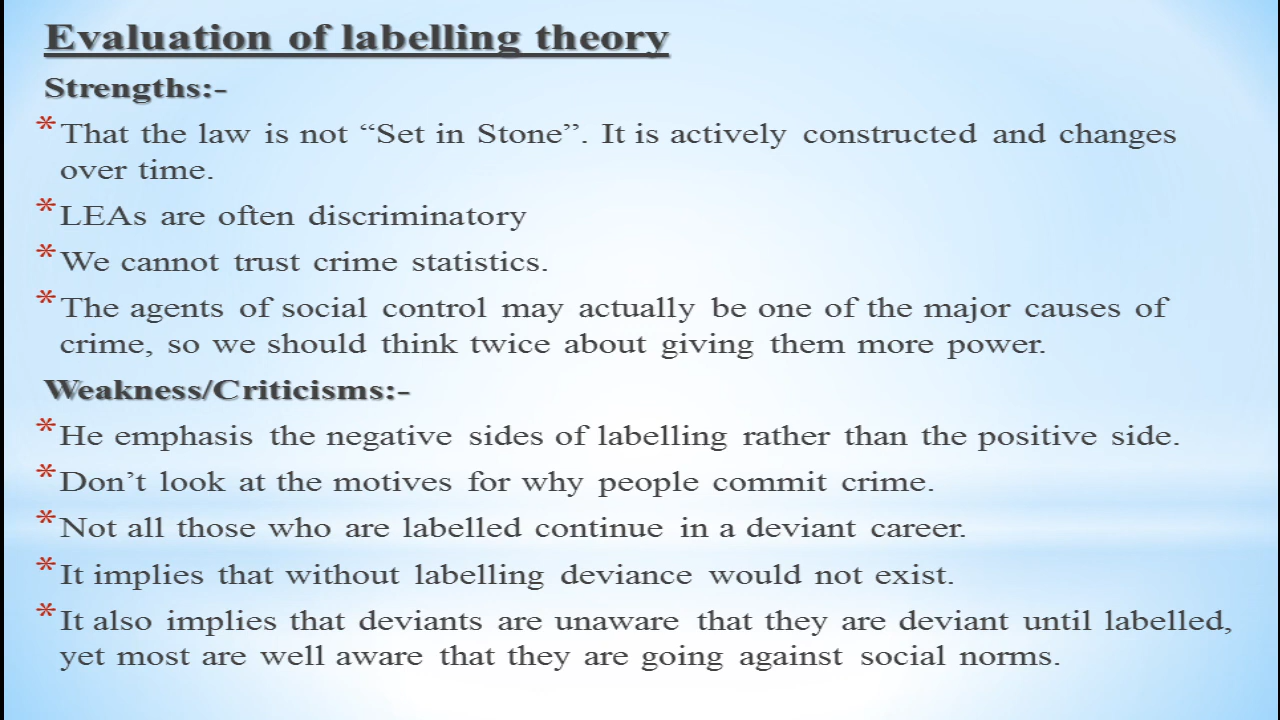 Evaluation of labelling theory
Strengths:-
* That the law is not “Set in Stone”. It is actively constructed and changes
over time.
* LEAs are often discriminatory
* We cannot trust crime statistics.
* The agents of social control may actually be one of the major causes of
crime, so we should think twice about giving them more power.
Weakness/Criticisms:-
* He emphasis the negative sides of labelling rather than the positive side.
* Don’t look at the motives for why people commit crime.
* Not all those who are labelled continue in a deviant career.
* It implies that without labelling deviance would not exist.
* It also implies that deviants are unaware that they are deviant until labelled,
yet most are well aware that they are going against social norms.